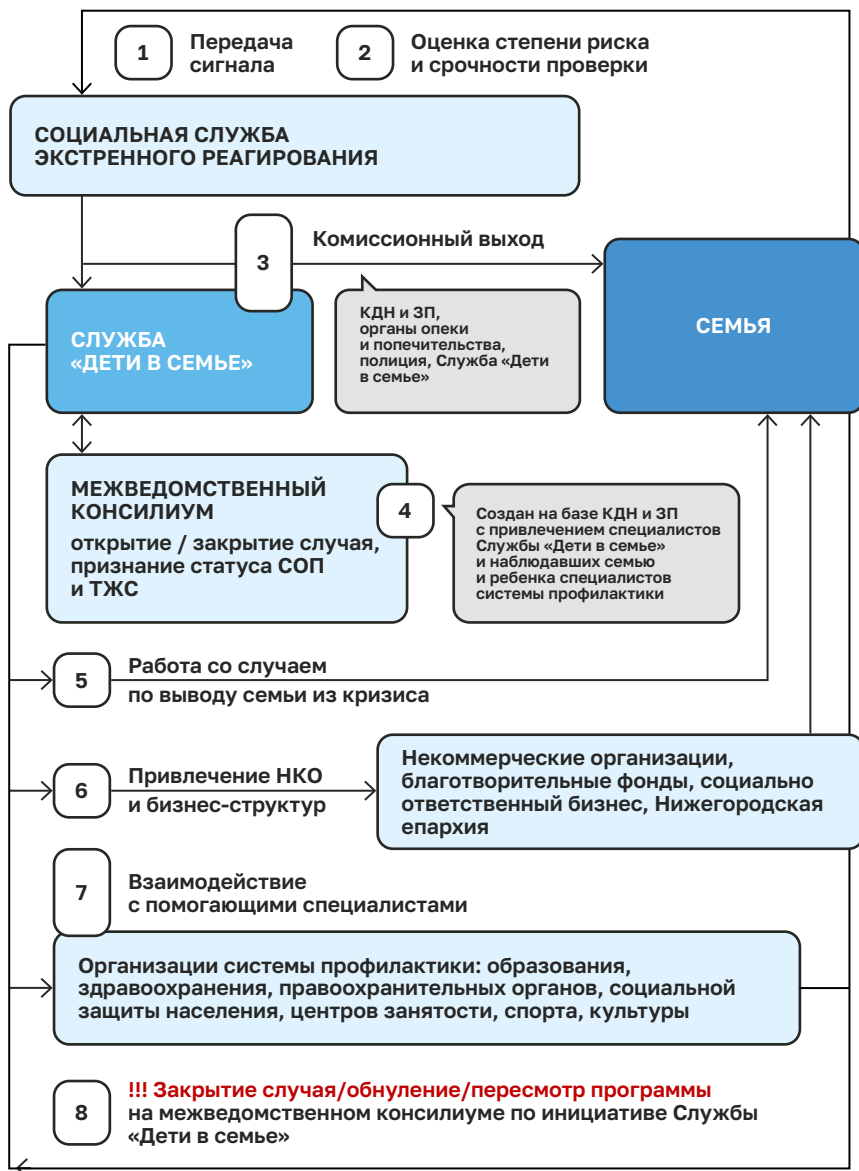 1
Передача
сигнала
2
Оценка степени риска
и срочности проверки
СОЦИАЛЬНАЯ СЛУЖБА
ЭКСТРЕННОГО РЕАГИРОВАНИЯ
3
Комиссионный выход
КДН и ЗП,
органы опеки
и попечительства,
полиция, Служба «Дети
в семье»
СЕМЬЯ
СЛУЖБА
«ДЕТИ В СЕМЬЕ»
МЕЖВЕДОМСТВЕННЫЙ
КОНСИЛИУМ
открытие / закрытие случая,
признание статуса СОП
и ТЖС
4
Создан на базе КДН и ЗП
с привлечением специалистов
Службы «Дети в семье»
и наблюдавших семью
и ребенка специалистов
системы профилактики
5
Работа со случаем
по выводу семьи из кризиса
6
Привлечение НКО
и бизнес-структур
Некоммерческие организации,
благотворительные фонды, социально
ответственный бизнес, Нижегородская
епархия
7
Взаимодействие
с помогающими специалистами
Организации системы профилактики: образования,
здравоохранения, правоохранительных органов, социальной
защиты населения, центров занятости, спорта, культуры
8
!!! Закрытие случая/обнуление/пересмотр программы
на межведомственном консилиуме по инициативе Службы
«Дети в семье»